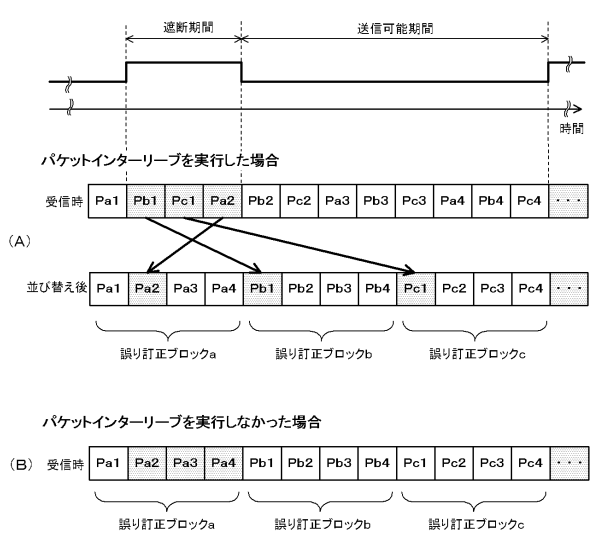 遮断期間 送信可能期間
時間
パケットインターリーブを実行した場合
(A)
受信時 Pa1 Pb1 Pc1 Pa2 Pb2 Pc2 Pa3 Pb3 Pc3 Pa4 Pb4 Pc4 ・・・
並び替え後 Pa1 Pa2 Pa3 Pa4 Pb1 Pb2 Pb3 Pb4 Pc1 Pc2 Pc3 Pc4 ・・・
誤り訂正ブロックa 誤り訂正ブロックb 誤り訂正ブロックc
パケットインターリーブを実行しなかった場合
(B) 受信時 Pa1 Pa2 Pa3 Pa4 Pb1 Pb2 Pb3 Pb4 Pc1 Pc2 Pc3 Pc4 ・・・
誤り訂正ブロックa 誤り訂正ブロックb 誤り訂正ブロックc